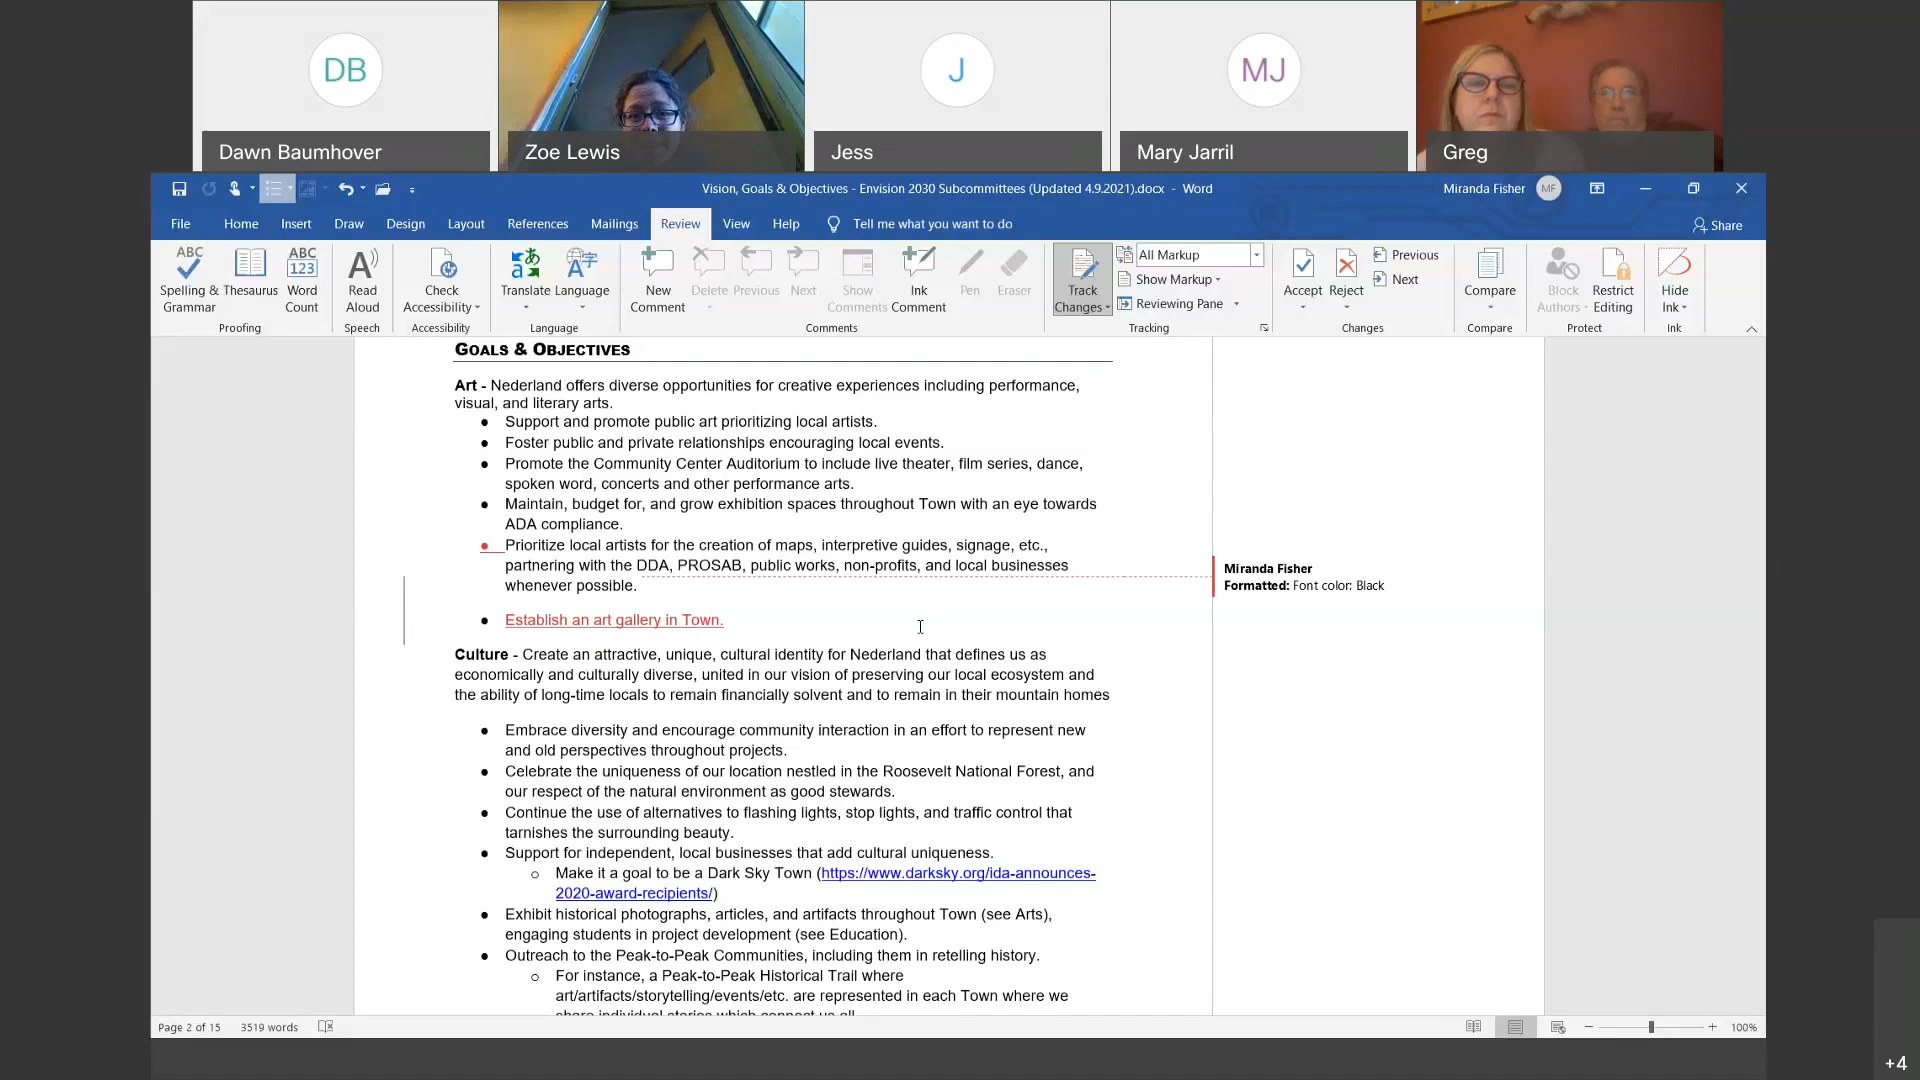 DB
J
MJ
Dawn Baumhover
Zoe Lewis
Jess
Mary Jarril
Greg
Vision, Goals & Objectives - Envision 2030 Subcommittees (Updated 4.9.2021).docx - Word
Miranda Fisher
MF
File Home Insert Draw Design Layout References Mailings Review View Help Tell me what you want to do
Share
ABC
Spelling &
Grammar
Thesaurus
ABC
123
Word
Count
Proofing
A
Read
Aloud
Speech
Check
Accessibility
Accessibility
Translate
Language
Language
New
Comment
Delete
Previous
Next
Show
Comments
Ink
Comment
Pen
Eraser
Comments
Track
Changes
All Markup
Show Markup
Reviewing Pane
Tracking
Accept
Reject
Previous
Next
Changes
Compare
Compare
Block
Authors
Restrict
Editing
Protect
Hide
Ink
Ink
GOALS & OBJECTIVES
Art - Nederland offers diverse opportunities for creative experiences including performance,
visual, and literary arts.
● Support and promote public art prioritizing local artists.
● Foster public and private relationships encouraging local events.
● Promote the Community Center Auditorium to include live theater, film series, dance,
spoken word, concerts and other performance arts.
● Maintain, budget for, and grow exhibition spaces throughout Town with an eye towards
ADA compliance.
● Prioritize local artists for the creation of maps, interpretive guides, signage, etc.,
partnering with the DDA, PROSAB, public works, non-profits, and local businesses
whenever possible.
Miranda Fisher
Formatted: Font color: Black
● Establish an art gallery in Town.
Culture - Create an attractive, unique, cultural identity for Nederland that defines us as
economically and culturally diverse, united in our vision of preserving our local ecosystem and
the ability of long-time locals to remain financially solvent and to remain in their mountain homes
● Embrace diversity and encourage community interaction in an effort to represent new
and old perspectives throughout projects.
● Celebrate the uniqueness of our location nestled in the Roosevelt National Forest, and
our respect of the natural environment as good stewards.
● Continue the use of alternatives to flashing lights, stop lights, and traffic control that
tarnishes the surrounding beauty.
● Support for independent, local businesses that add cultural uniqueness.
○ Make it a goal to be a Dark Sky Town (https://www.darksky.org/ida-announces-
2020-award-recipients/)
● Exhibit historical photographs, articles, and artifacts throughout Town (see Arts),
engaging students in project development (see Education).
● Outreach to the Peak-to-Peak Communities, including them in retelling history.
○ For instance, a Peak-to-Peak Historical Trail where
art/artifacts/storytelling/events/etc. are represented in each Town where we
share individual stories which connect us all.
Page 2 of 15 3519 words
100%
+4